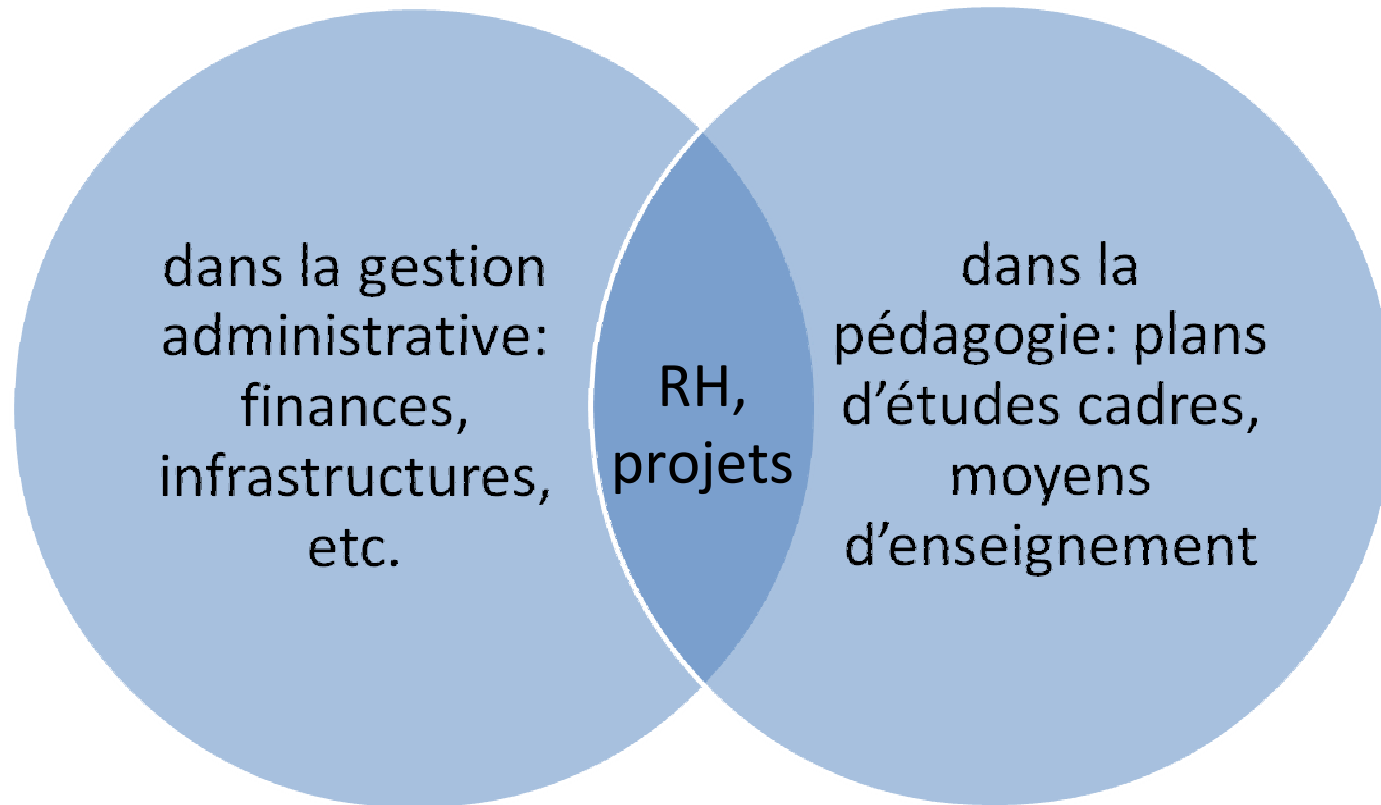 dans la gestion
administrative:
finances,
infrastructures,
etc.
RH,
projets
dans la
pédagogie: plans
d’études cadres,
moyens
d’enseignement